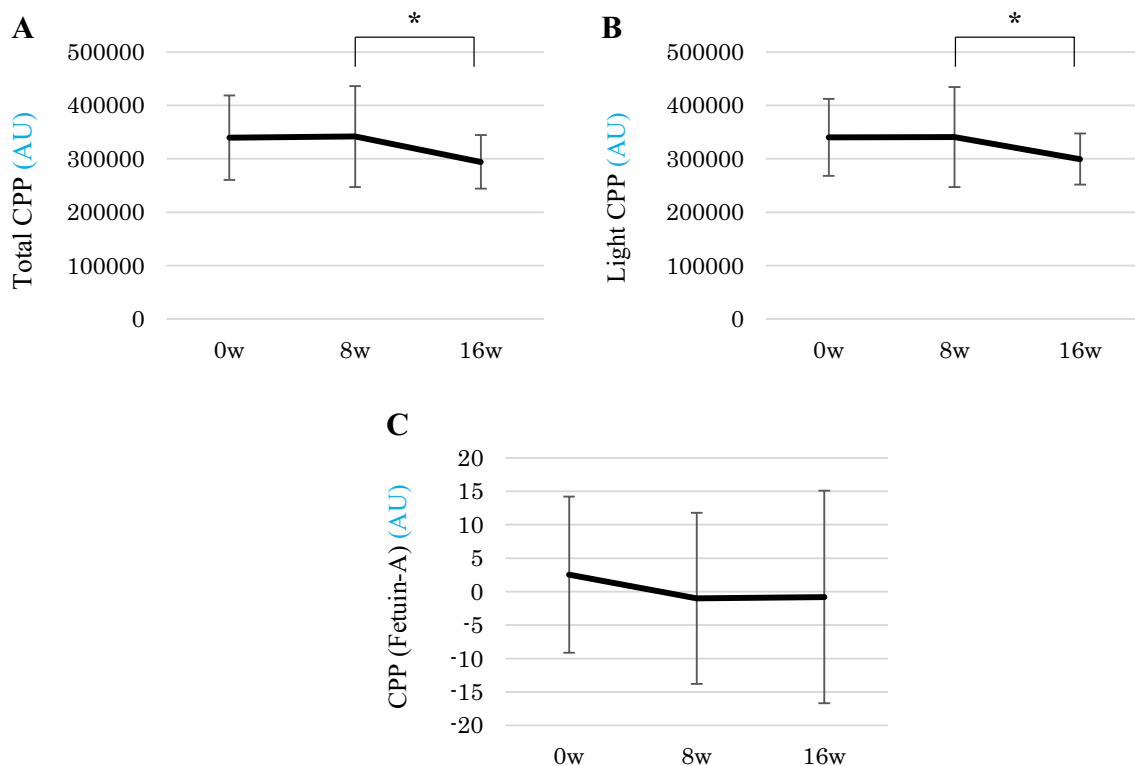 A
*
500000
400000
300000
200000
100000
0
Total CPP (AU)
0w 8w 16w
B
*
500000
400000
300000
200000
100000
0
Light CPP (AU)
0w 8w 16w
C
20
15
10
5
0
-5
-10
-15
-20
CPP (Fetuin-A) (AU)
0w 8w 16w